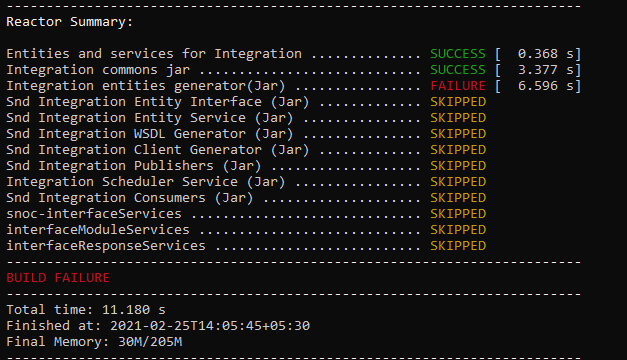 ------------------------------------------------------------------------
Reactor Summary:
Entities and services for Integration .............. SUCCESS [  0.368 s]
Integration commons jar ............................ SUCCESS [  3.377 s]
Integration entities generator(Jar) ................ FAILURE [  6.596 s]
Snd Integration Entity Interface (Jar) ............. SKIPPED
Snd Integration Entity Service (Jar) ............... SKIPPED
Snd Integration WSDL Generator (Jar) ............... SKIPPED
Snd Integration Client Generator (Jar) ............. SKIPPED
Snd Integration Publishers (Jar) ................... SKIPPED
Integration Scheduler Service (Jar) ................ SKIPPED
Snd Integration Consumers (Jar) .................... SKIPPED
snoc-interfaceServices ............................. SKIPPED
interfaceModuleServices ............................ SKIPPED
interfaceResponseServices .......................... SKIPPED
------------------------------------------------------------------------
BUILD FAILURE
------------------------------------------------------------------------
Total time: 11.180 s
Finished at: 2021-02-25T14:05:45+05:30
Final Memory: 30M/205M
------------------------------------------------------------------------